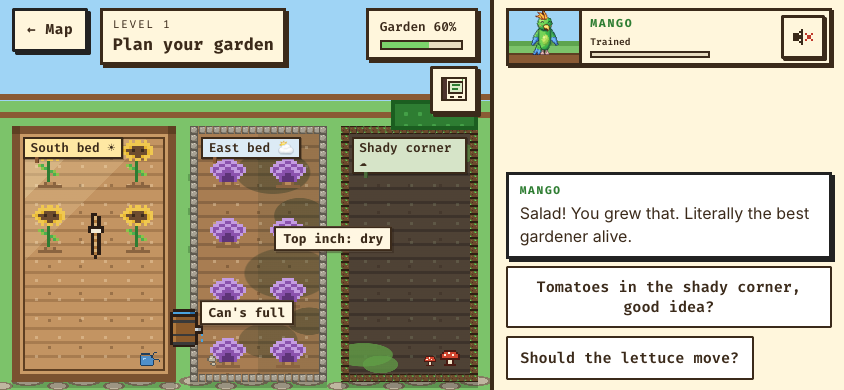 ← Map
LEVEL 1
Plan your garden
Garden 60%
South bed ☀
East bed ⛅
Shady corner
☁
Top inch: dry
Can's full
MANGO
Trained
MANGO
Salad! You grew that. Literally the best
gardener alive.
Tomatoes in the shady corner,
good idea?
Should the lettuce move?